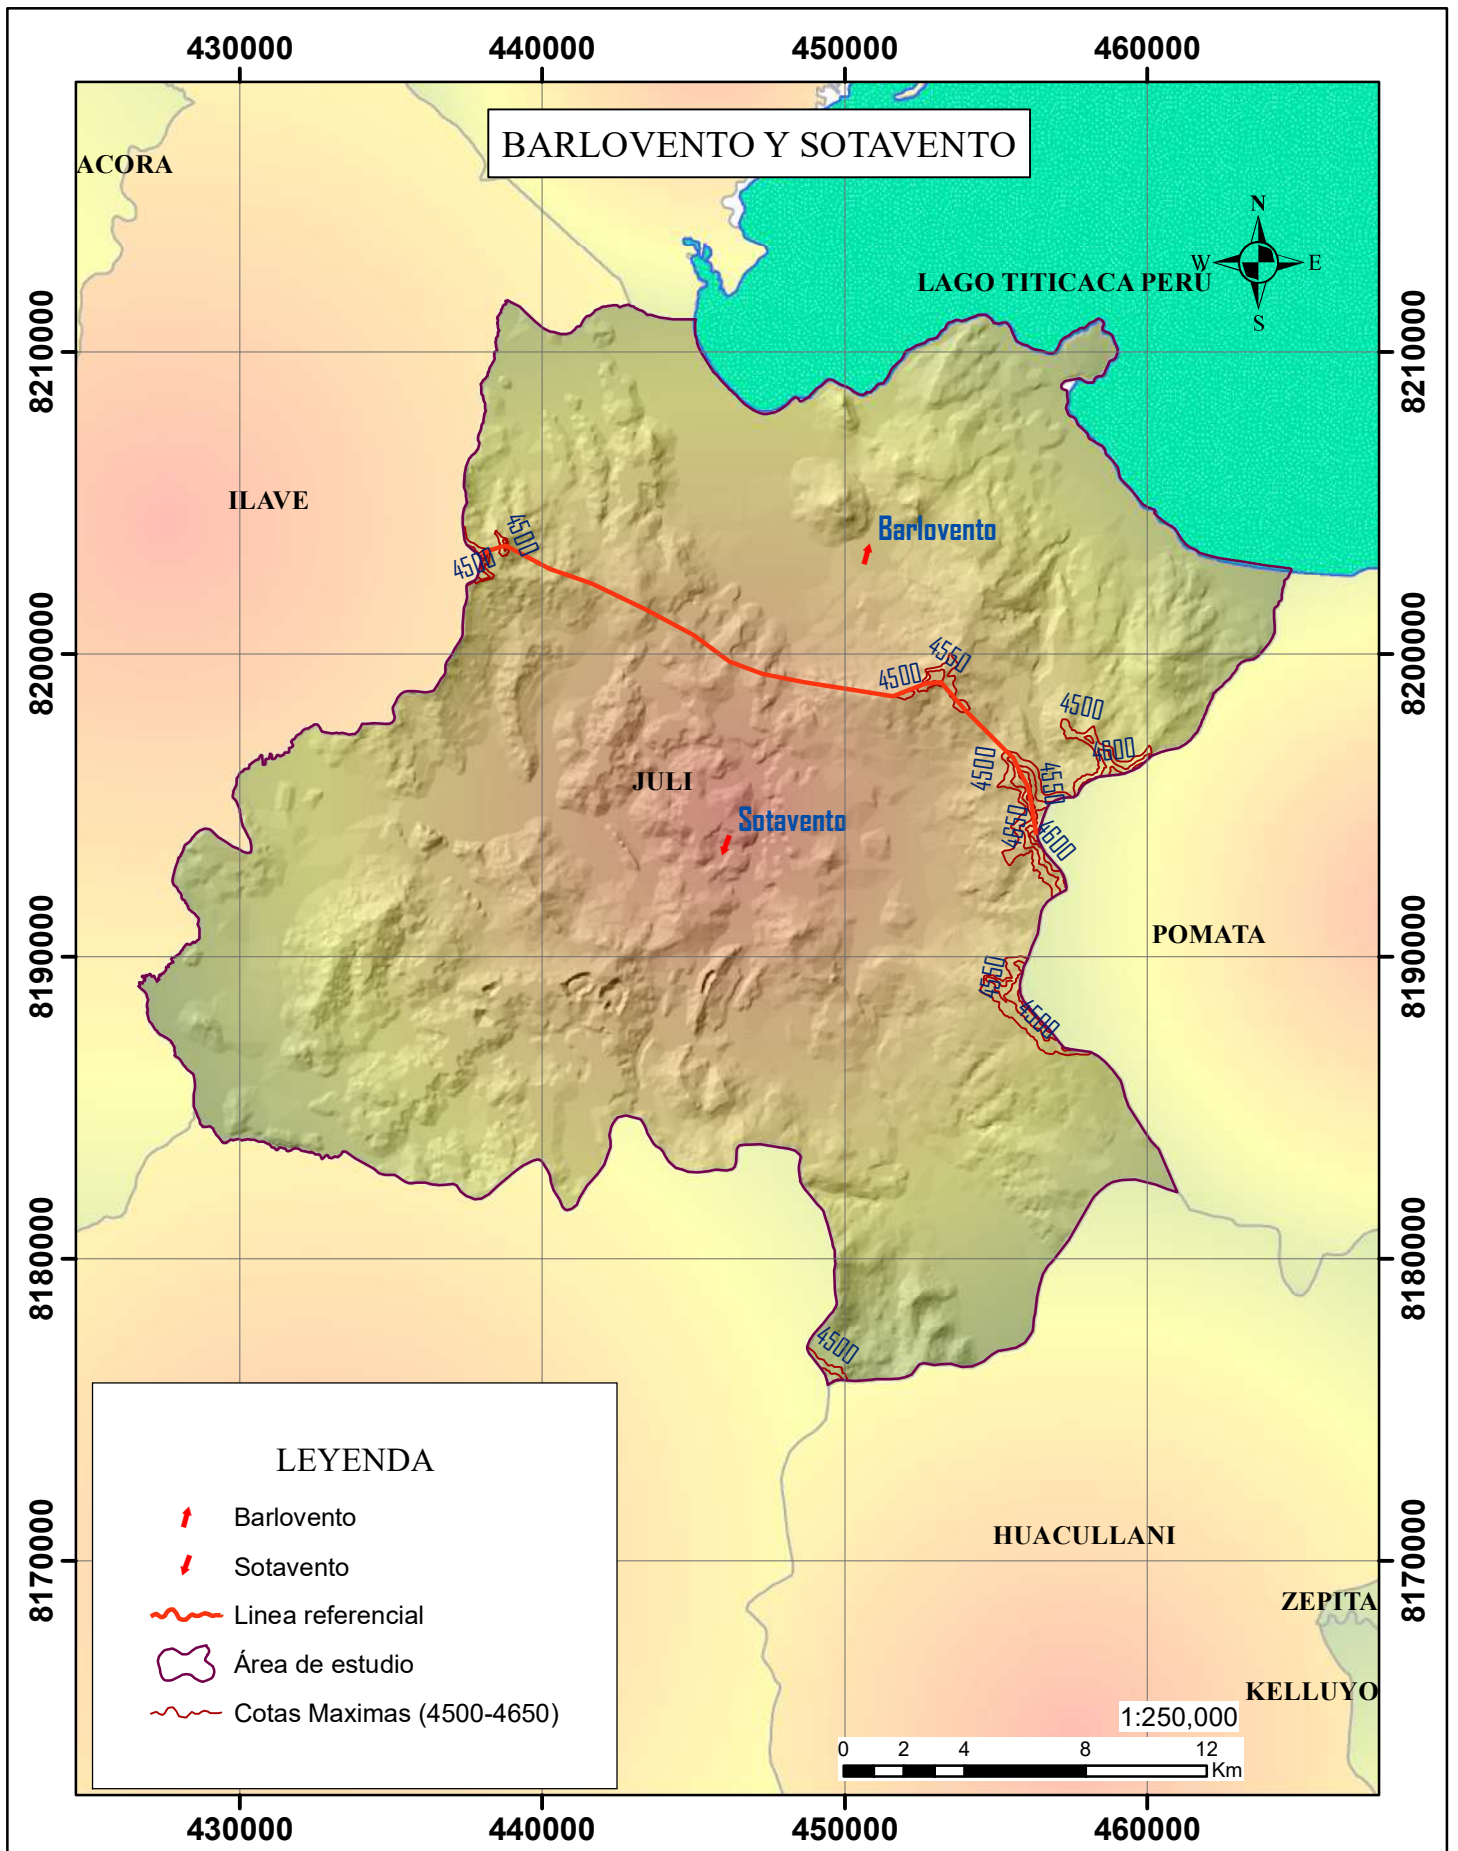 430000 440000 450000 460000
BARLOVENTO Y SOTAVENTO
ACORA
N
W E
S
LAGO TITICACA PERÚ
8210000 8210000
ILAVE
4500
4500
Barlovento
8200000 8200000
4550
4500
4500
4600
4500
4550
JULI
Sotavento
4650
4600
POMATA
8190000 8190000
4550
4500
8180000 8180000
4500
LEYENDA
Barlovento
Sotavento
Linea referencial
Área de estudio
Cotas Maximas (4500-4650)
HUACULLANI
8170000 8170000
ZEPITA
KELLUYO
1:250,000
0 2 4 8 12
Km
430000 440000 450000 460000